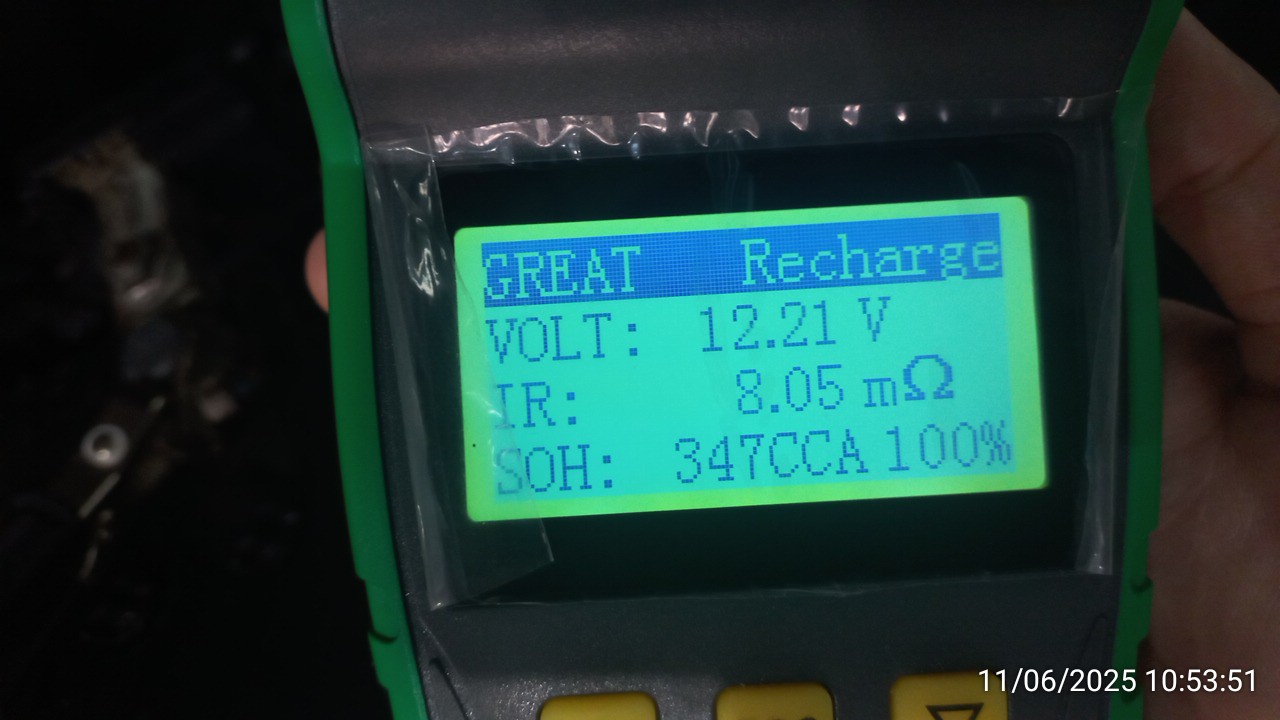 GREAT Recharge
VOLT: 12.21 V
IR: 8.05 mΩ
SOH: 347CCA 100%
11/06/2025 10:53:51